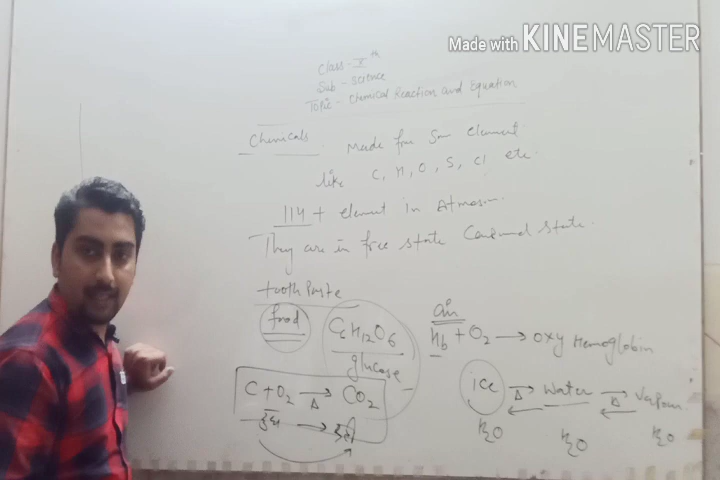 Made with KINEMASTER
Class - Xth
Sub - Science
Topic - Chemical Reaction and Equation
Chemicals Made from Some element
like C, H, O, S, Cl etc.
114 + element in
They are in free state Combined state.
tooth Paste
food C6H12O6
glucose
air
Hb + O2 → oxy Hemoglobin
C + O2 →Δ CO2
दूध → दही
ice ⇄Δ Water ⇄Δ Vapour
H2O H2O H2O